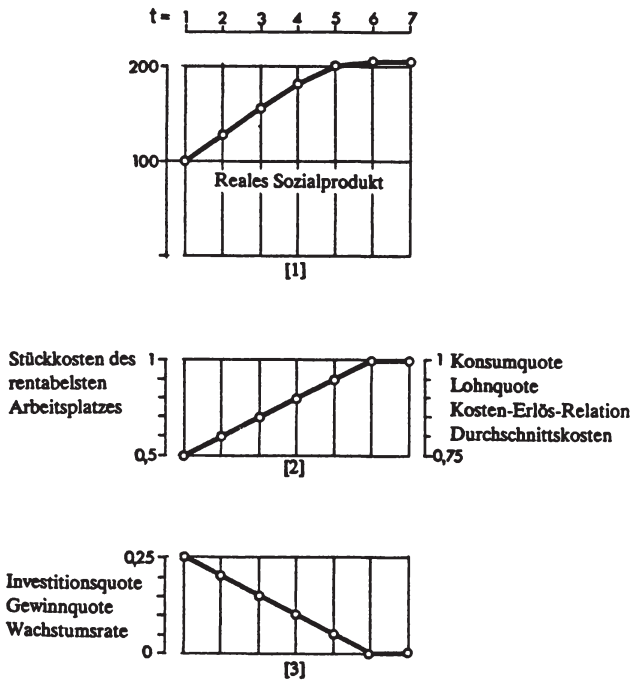 t = 1 2 3 4 5 6 7
200
100
Reales Sozialprodukt
[1]
Stückkosten des
rentabelsten
Arbeitsplatzes
1
0,5
1 Konsumquote
Lohnquote
Kosten-Erlös-Relation
Durchschnittskosten
0,75
[2]
0,25
Investitionsquote
Gewinnquote
Wachstumsrate
0
[3]